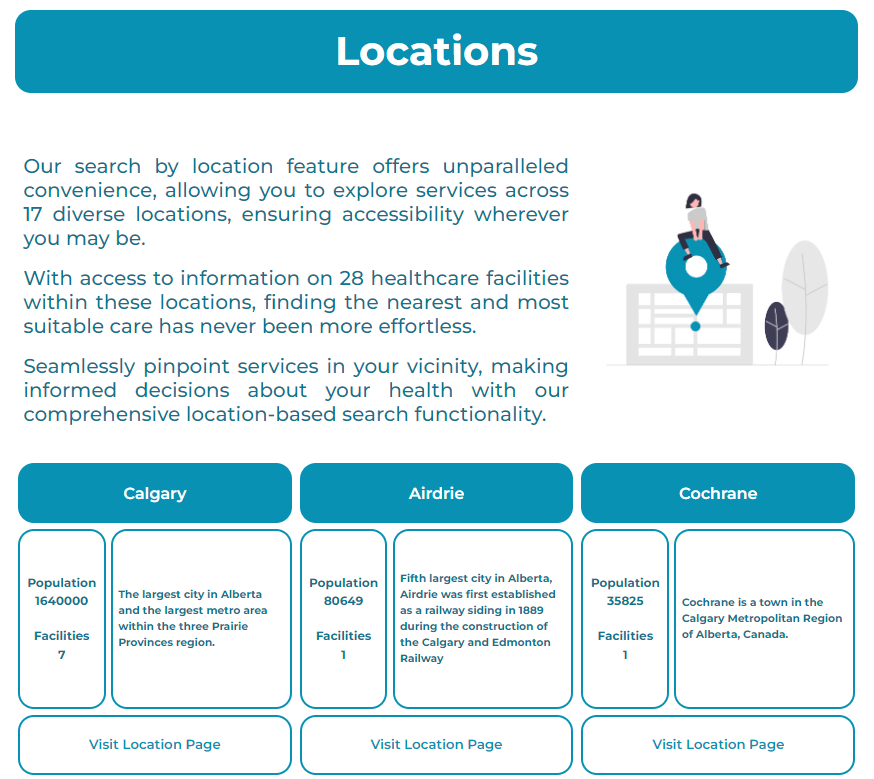 Locations
Our search by location feature offers unparalleled
convenience, allowing you to explore services across
17 diverse locations, ensuring accessibility wherever
you may be.
With access to information on 28 healthcare facilities
within these locations, finding the nearest and most
suitable care has never been more effortless.
Seamlessly pinpoint services in your vicinity, making
informed decisions about your health with our
comprehensive location-based search functionality.
Calgary
Population
1640000
Facilities
7
The largest city in Alberta
and the largest metro area
within the three Prairie
Provinces region.
Visit Location Page
Airdrie
Population
80649
Facilities
1
Fifth largest city in Alberta,
Airdrie was first established
as a railway siding in 1889
during the construction of
the Calgary and Edmonton
Railway
Visit Location Page
Cochrane
Population
35825
Facilities
1
Cochrane is a town in the
Calgary Metropolitan Region
of Alberta, Canada.
Visit Location Page